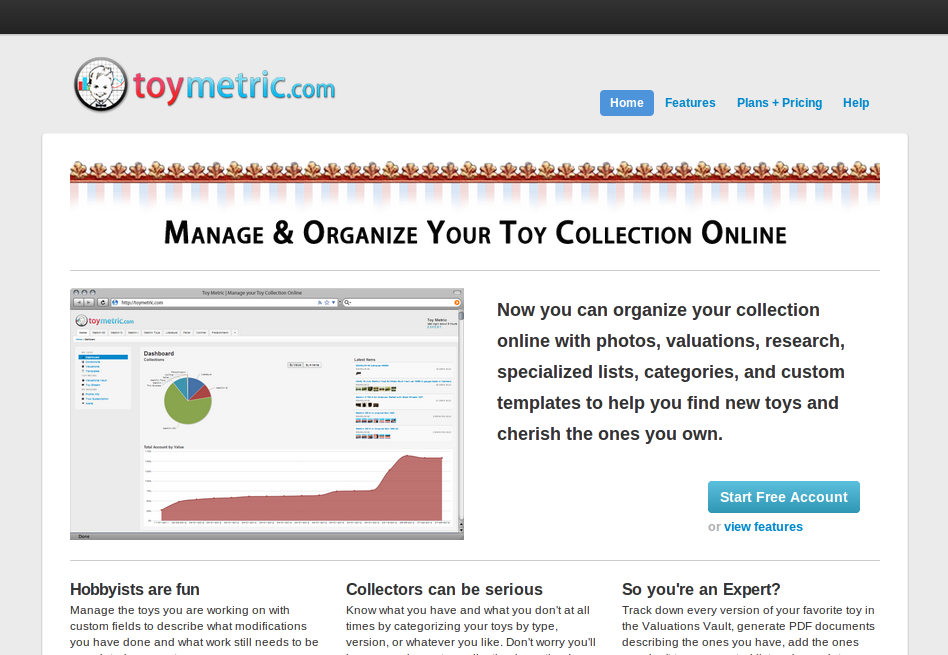 toymetric.com
Home Features Plans + Pricing Help
Manage & Organize Your Toy Collection Online
Toy Metric | Manage your Toy Collection Online
http://toymetric.com
toymetric.com
Dashboard
Collections
Latest Items
Total Account by Value
Done
Now you can organize your collection
online with photos, valuations, research,
specialized lists, categories, and custom
templates to help you find new toys and
cherish the ones you own.
Start Free Account
or view features
Hobbyists are fun
Manage the toys you are working on with
custom fields to describe what modifications
you have done and what work still needs to be
Collectors can be serious
Know what you have and what you don't at all
times by categorizing your toys by type,
version, or whatever you like. Don't worry you'll
So you're an Expert?
Track down every version of your favorite toy in
the Valuations Vault, generate PDF documents
describing the ones you have, add the ones